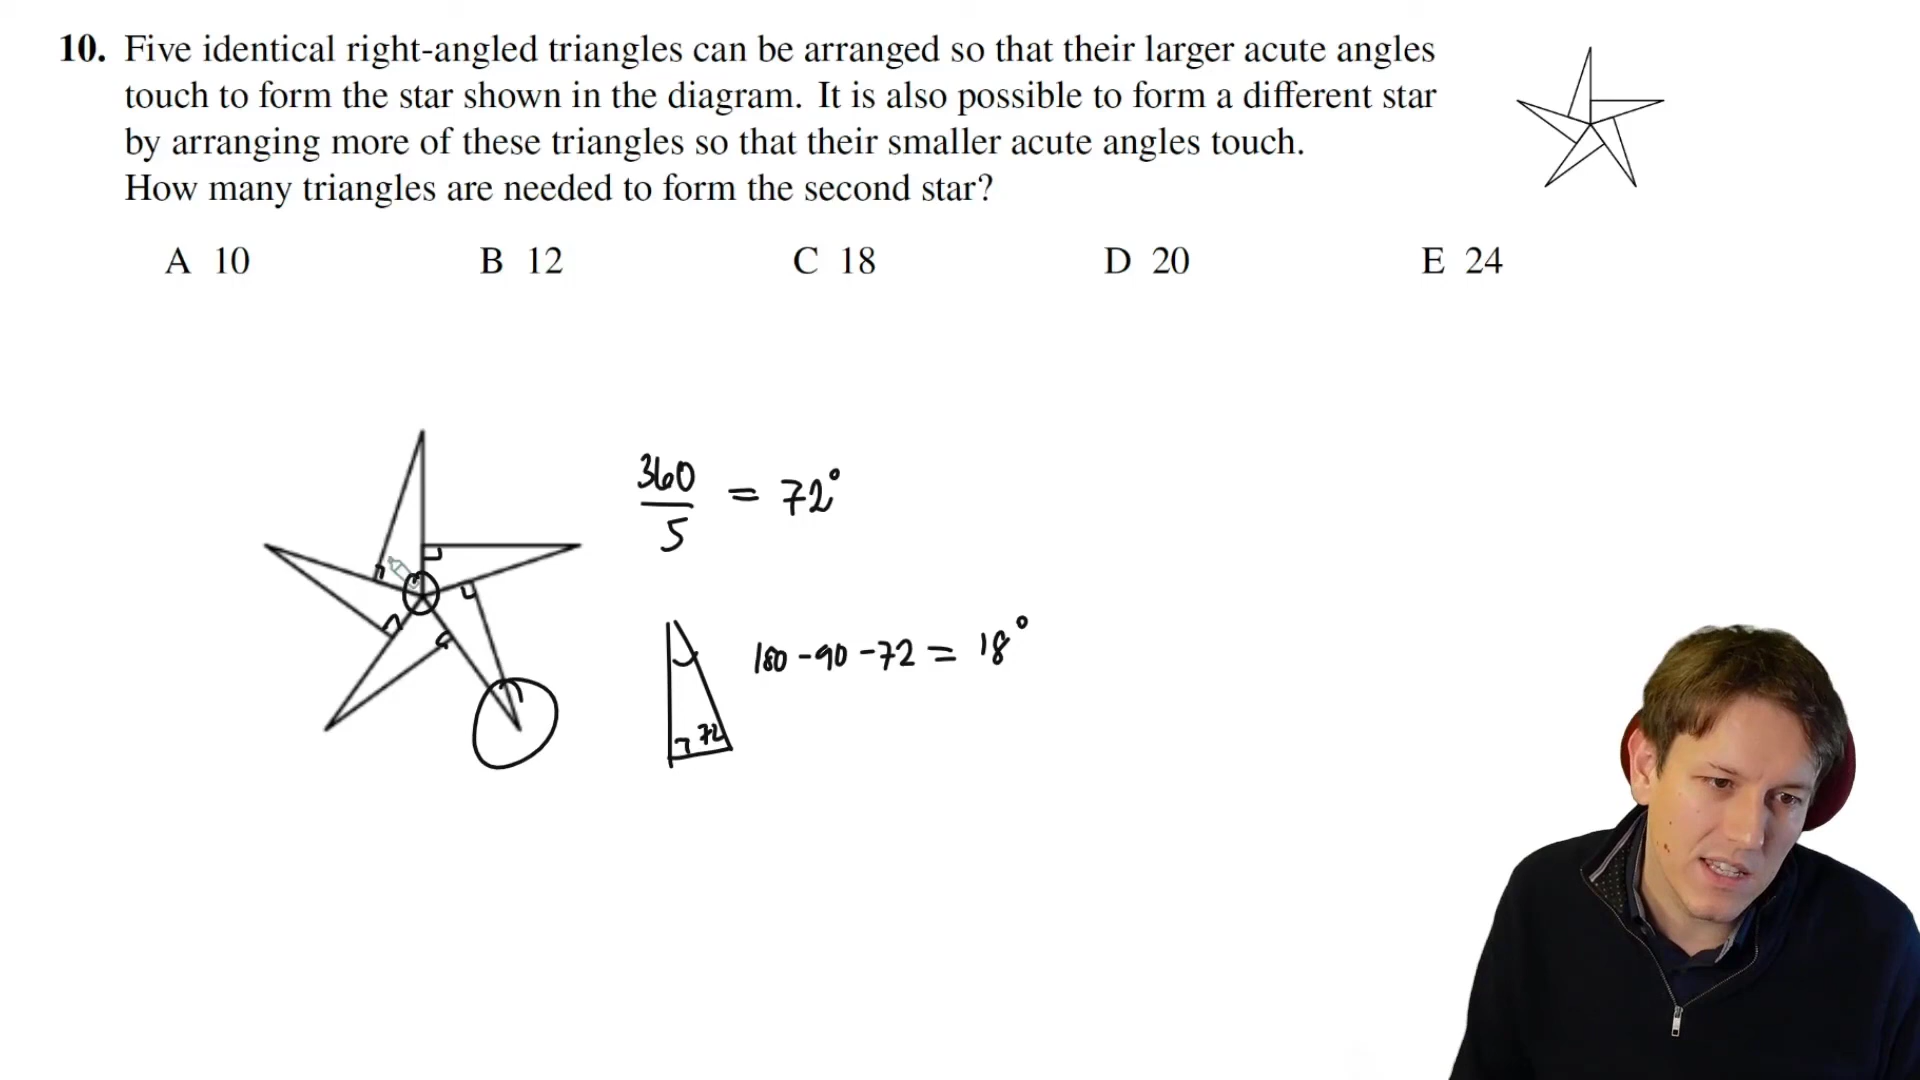 10. Five identical right-angled triangles can be arranged so that their larger acute angles
touch to form the star shown in the diagram. It is also possible to form a different star
by arranging more of these triangles so that their smaller acute angles touch.
How many triangles are needed to form the second star?
A 10 B 12 C 18 D 20 E 24
360
5
= 72°
180 - 90 - 72 = 18°
72